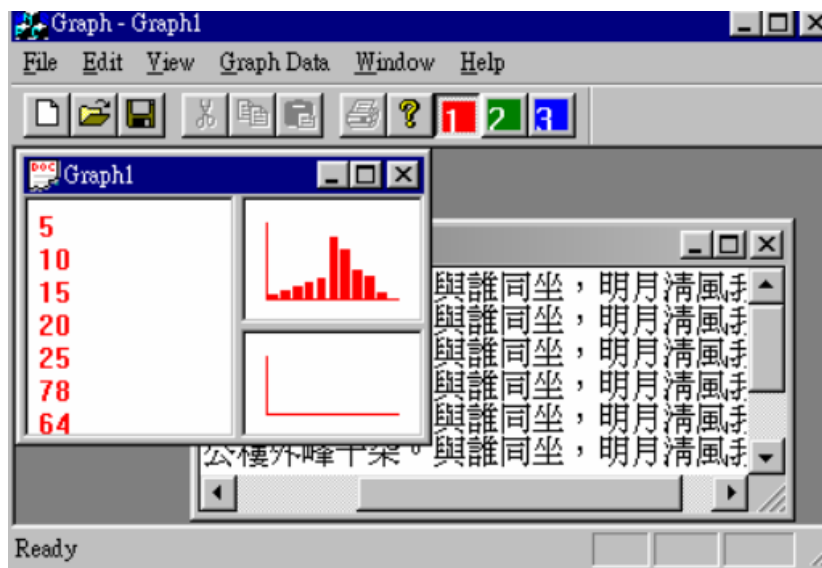 Graph - Graph1
File Edit View Graph Data Window Help
1 2 3
DOC Graph1
5
10
15
20
25
78
64
與誰同坐，明月清風
與誰同坐，明月清風
與誰同坐，明月清風
與誰同坐，明月清風
與誰同坐，明月清風
與誰同坐，明月清風
Ready